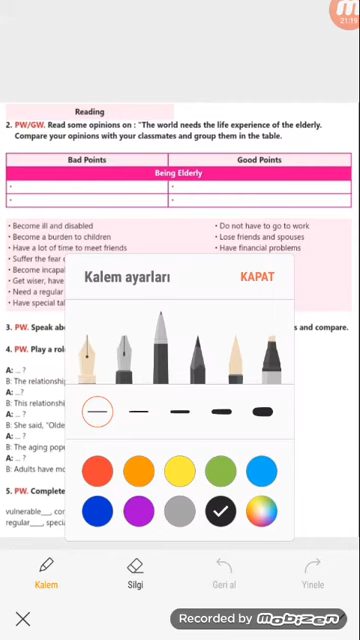 21:19
Reading
2. PW/GW. Read some opinions on : "The world needs the life experience of the elderly.
Compare your opinions with your classmates and group them in the table.
Bad Points Good Points
Being Elderly
• Become ill and disabled
• Become a burden to children
• Have a lot of time to meet friends
• Suffer the fear
• Become incapa
• Get wiser, have
• Need a regular
• Have special tal
• Do not have to go to work
• Lose friends and spouses
• Have financial problems
Kalem ayarları KAPAT
3. PW. Speak abo s and compare.
4. PW. Play a rol
A: ... ?
B: The relationshi
A: ...?
B: This relationsh
A: ... ?
B: She said, "Olde
A: ... ?
B: The aging popu
A: ... ?
B: Adults have mo
5. PW. Complete
vulnerable___, con
regular___, specia
Kalem Silgi Geri al Yinele
Recorded by Mobizen